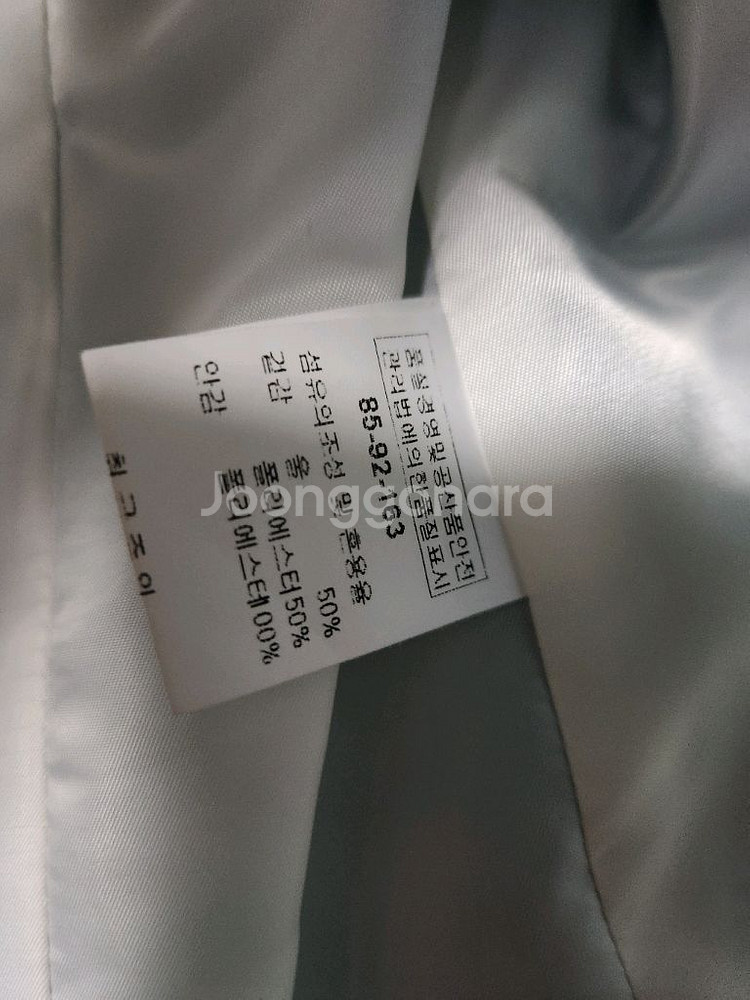 품질경영및공산품안전
관리법에의한품질표시
85-92-163
섬유의조성 및 혼용율
겉감 울 50%
폴리에스터50%
안감 폴리에스테00%
Joonggonara